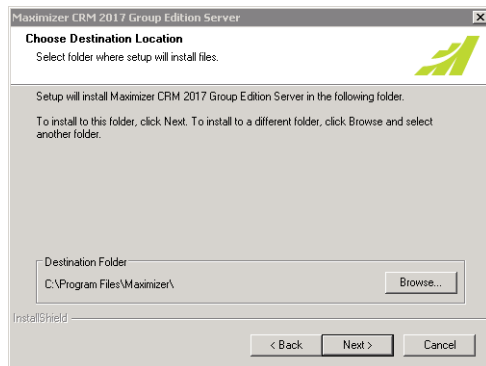 Maximizer CRM 2017 Group Edition Server
Choose Destination Location
Select folder where setup will install files.
Setup will install Maximizer CRM 2017 Group Edition Server in the following folder.
To install to this folder, click Next. To install to a different folder, click Browse and select
another folder.
Destination Folder
C:\Program Files\Maximizer\
Browse...
InstallShield
< Back
Next >
Cancel